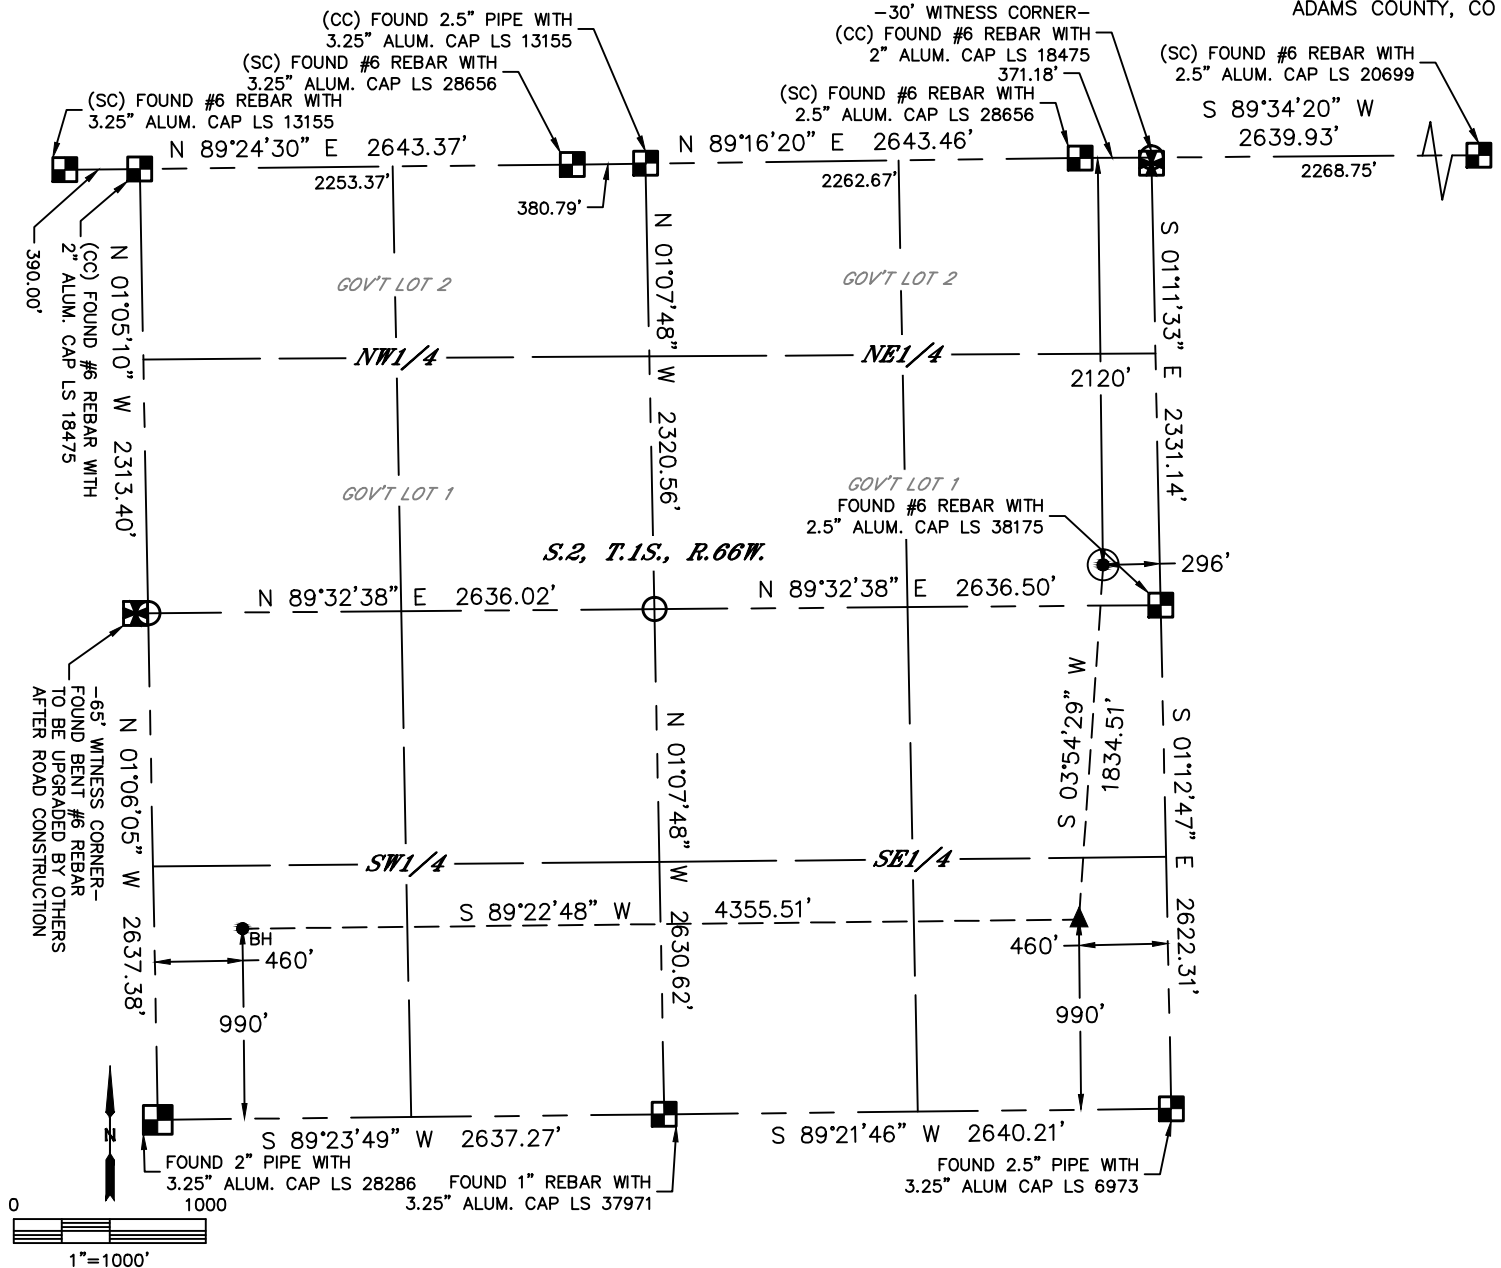 ADAMS COUNTY, CO
(CC) FOUND 2.5" PIPE WITH
3.25" ALUM. CAP LS 13155
-30' WITNESS CORNER-
(CC) FOUND #6 REBAR WITH
2" ALUM. CAP LS 18475
371.18'
(SC) FOUND #6 REBAR WITH
2.5" ALUM. CAP LS 20699
(SC) FOUND #6 REBAR WITH
3.25" ALUM. CAP LS 28656
(SC) FOUND #6 REBAR WITH
2.5" ALUM. CAP LS 28656
(SC) FOUND #6 REBAR WITH
3.25" ALUM. CAP LS 13155
S 89°34'20" W
2639.93'
N 89°24'30" E 2643.37'
N 89°16'20" E 2643.46'
2253.37'
2262.67'
2268.75'
380.79'
390.00'
(CC) FOUND #6 REBAR WITH
2" ALUM. CAP LS 18475
N 01°05'10" W 2313.40'
N 01°07'48" W 2320.56'
S 01°11'33" E 2331.14'
GOV'T LOT 2
GOV'T LOT 2
NW1/4
NE1/4
2120'
GOV'T LOT 1
GOV'T LOT 1
FOUND #6 REBAR WITH
2.5" ALUM. CAP LS 38175
S.2, T.1S., R.66W.
296'
N 89°32'38" E 2636.02'
N 89°32'38" E 2636.50'
-65' WITNESS CORNER-
FOUND BENT #6 REBAR
TO BE UPGRADED BY OTHERS
AFTER ROAD CONSTRUCTION
N 01°06'05" W 2637.38'
N 01°07'48" W 2630.62'
S 03°54'29" W
1834.51'
S 01°12'47" E 2622.31'
SW1/4
SE1/4
S 89°22'48" W 4355.51'
BH
460'
460'
990'
990'
N
S 89°23'49" W 2637.27'
S 89°21'46" W 2640.21'
FOUND 2" PIPE WITH
3.25" ALUM. CAP LS 28286
FOUND 1" REBAR WITH
3.25" ALUM. CAP LS 37971
FOUND 2.5" PIPE WITH
3.25" ALUM CAP LS 6973
0 1000
1"=1000'